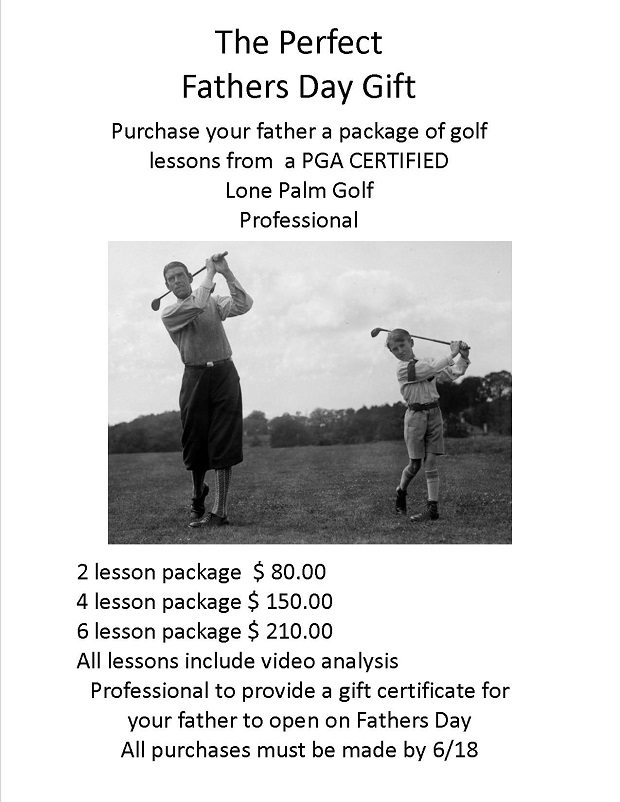 The Perfect
Fathers Day Gift
Purchase your father a package of golf
lessons from  a PGA CERTIFIED
Lone Palm Golf
Professional
2 lesson package  $ 80.00
4 lesson package $ 150.00
6 lesson package $ 210.00
All lessons include video analysis
Professional to provide a gift certificate for
your father to open on Fathers Day
All purchases must be made by 6/18